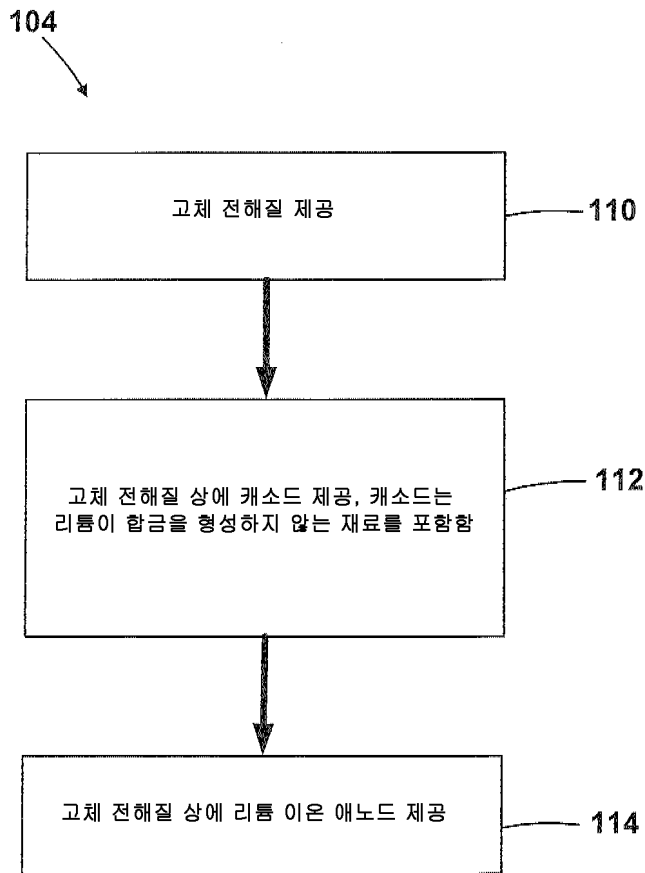 104
고체 전해질 제공
110
고체 전해질 상에 캐소드 제공, 캐소드는
리튬이 합금을 형성하지 않는 재료를 포함함
112
고체 전해질 상에 리튬 이온 애노드 제공
114